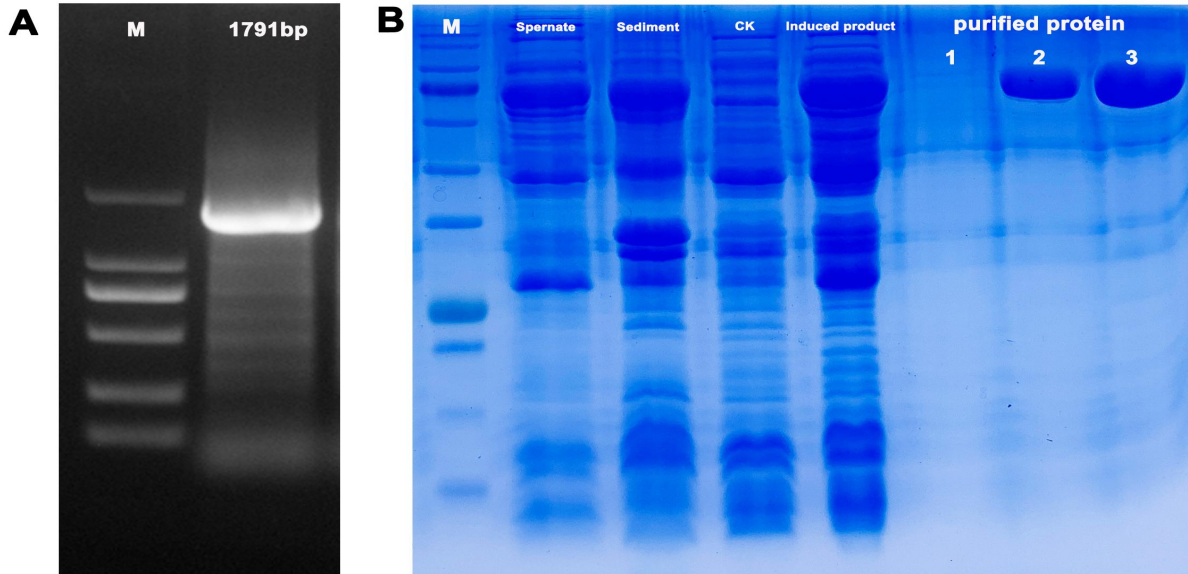 A
M
1791bp
B
M
Spernate
Sediment
CK
Induced product
purified protein
1
2
3